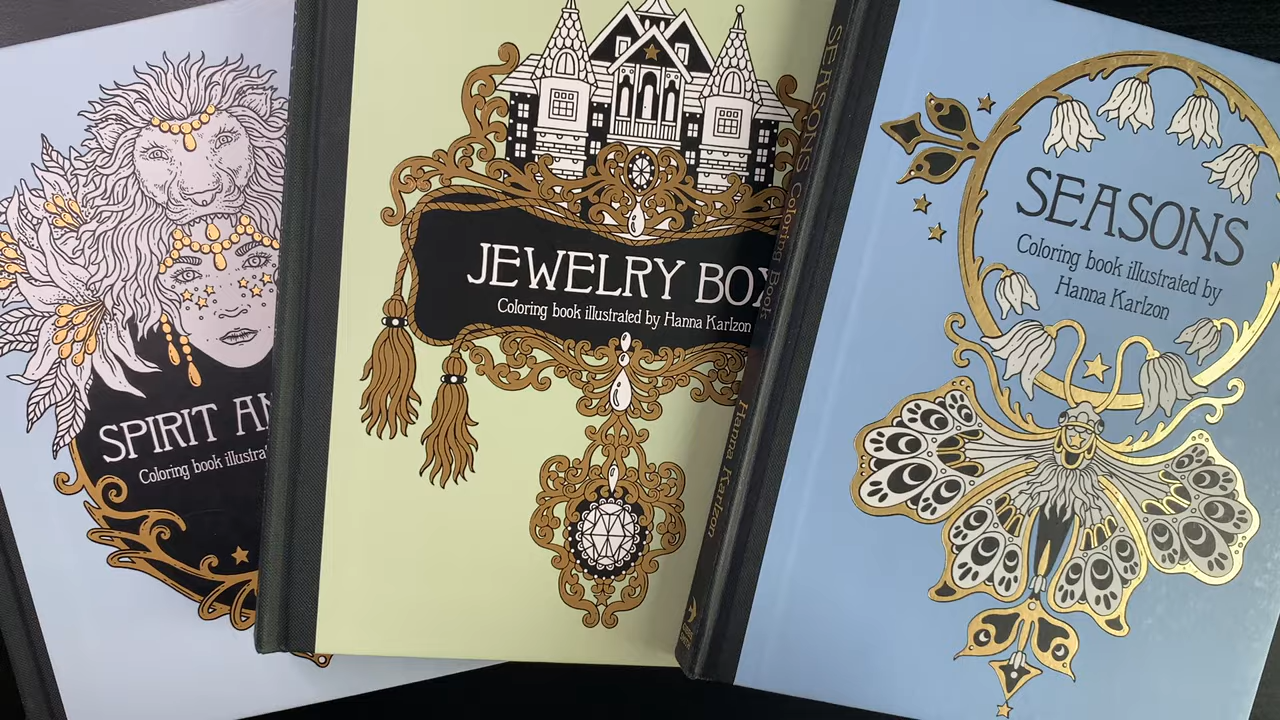 SPIRIT AN
Coloring book illustra
JEWELRY BOX
Coloring book illustrated by Hanna Karlzon
SEASONS Coloring Book
Hanna Karlzon
SEASONS
Coloring book illustrated by
Hanna Karlzon